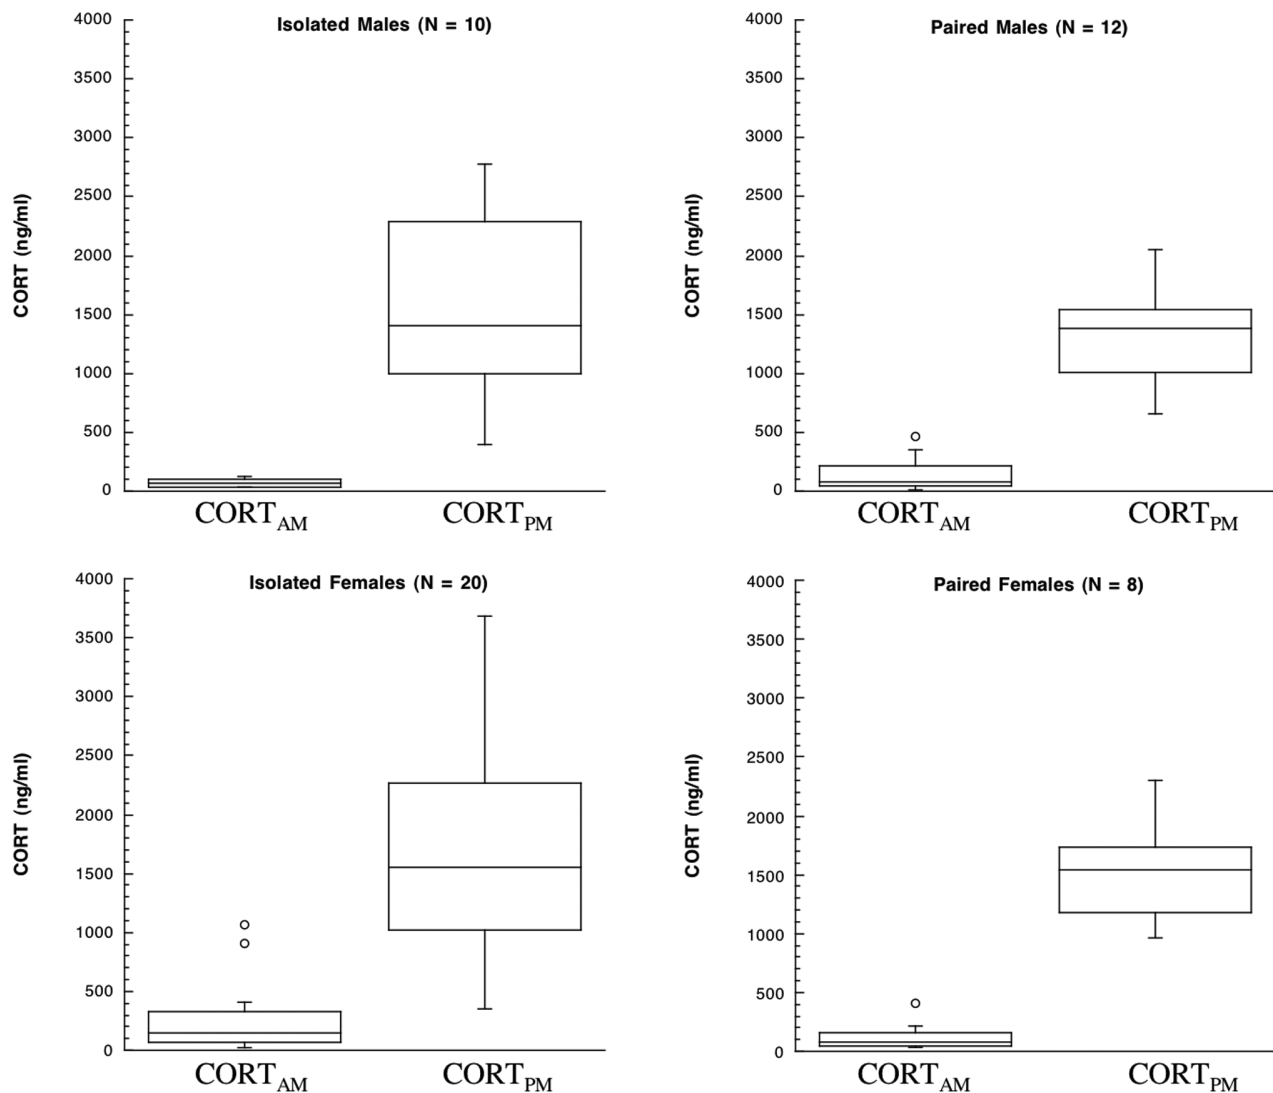 Isolated Males (N = 10)
4000
3500
3000
2500
2000
1500
1000
500
0
CORT (ng/ml)
CORTAM
CORTPM
Paired Males (N = 12)
4000
3500
3000
2500
2000
1500
1000
500
0
CORT (ng/ml)
CORTAM
CORTPM
Isolated Females (N = 20)
4000
3500
3000
2500
2000
1500
1000
500
0
CORT (ng/ml)
CORTAM
CORTPM
Paired Females (N = 8)
4000
3500
3000
2500
2000
1500
1000
500
0
CORT (ng/ml)
CORTAM
CORTPM